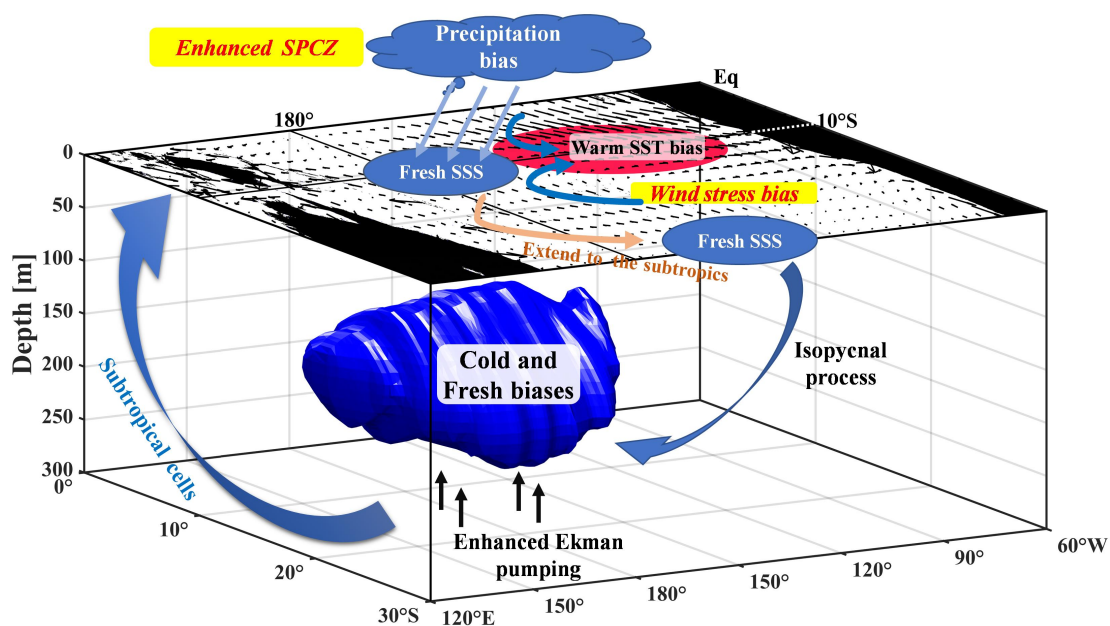 Precipitation
bias
Enhanced SPCZ
Eq
180°
10°S
Warm SST bias
Fresh SSS
Wind stress bias
Fresh SSS
Extend to the subtropics
Depth [m]
0
50
100
150
200
250
300
Cold and
Fresh biases
Isopycnal
process
Subtropical cells
Enhanced Ekman
pumping
0°
10°
20°
30°S
120°E
150°
180°
150°
120°
90°
60°W